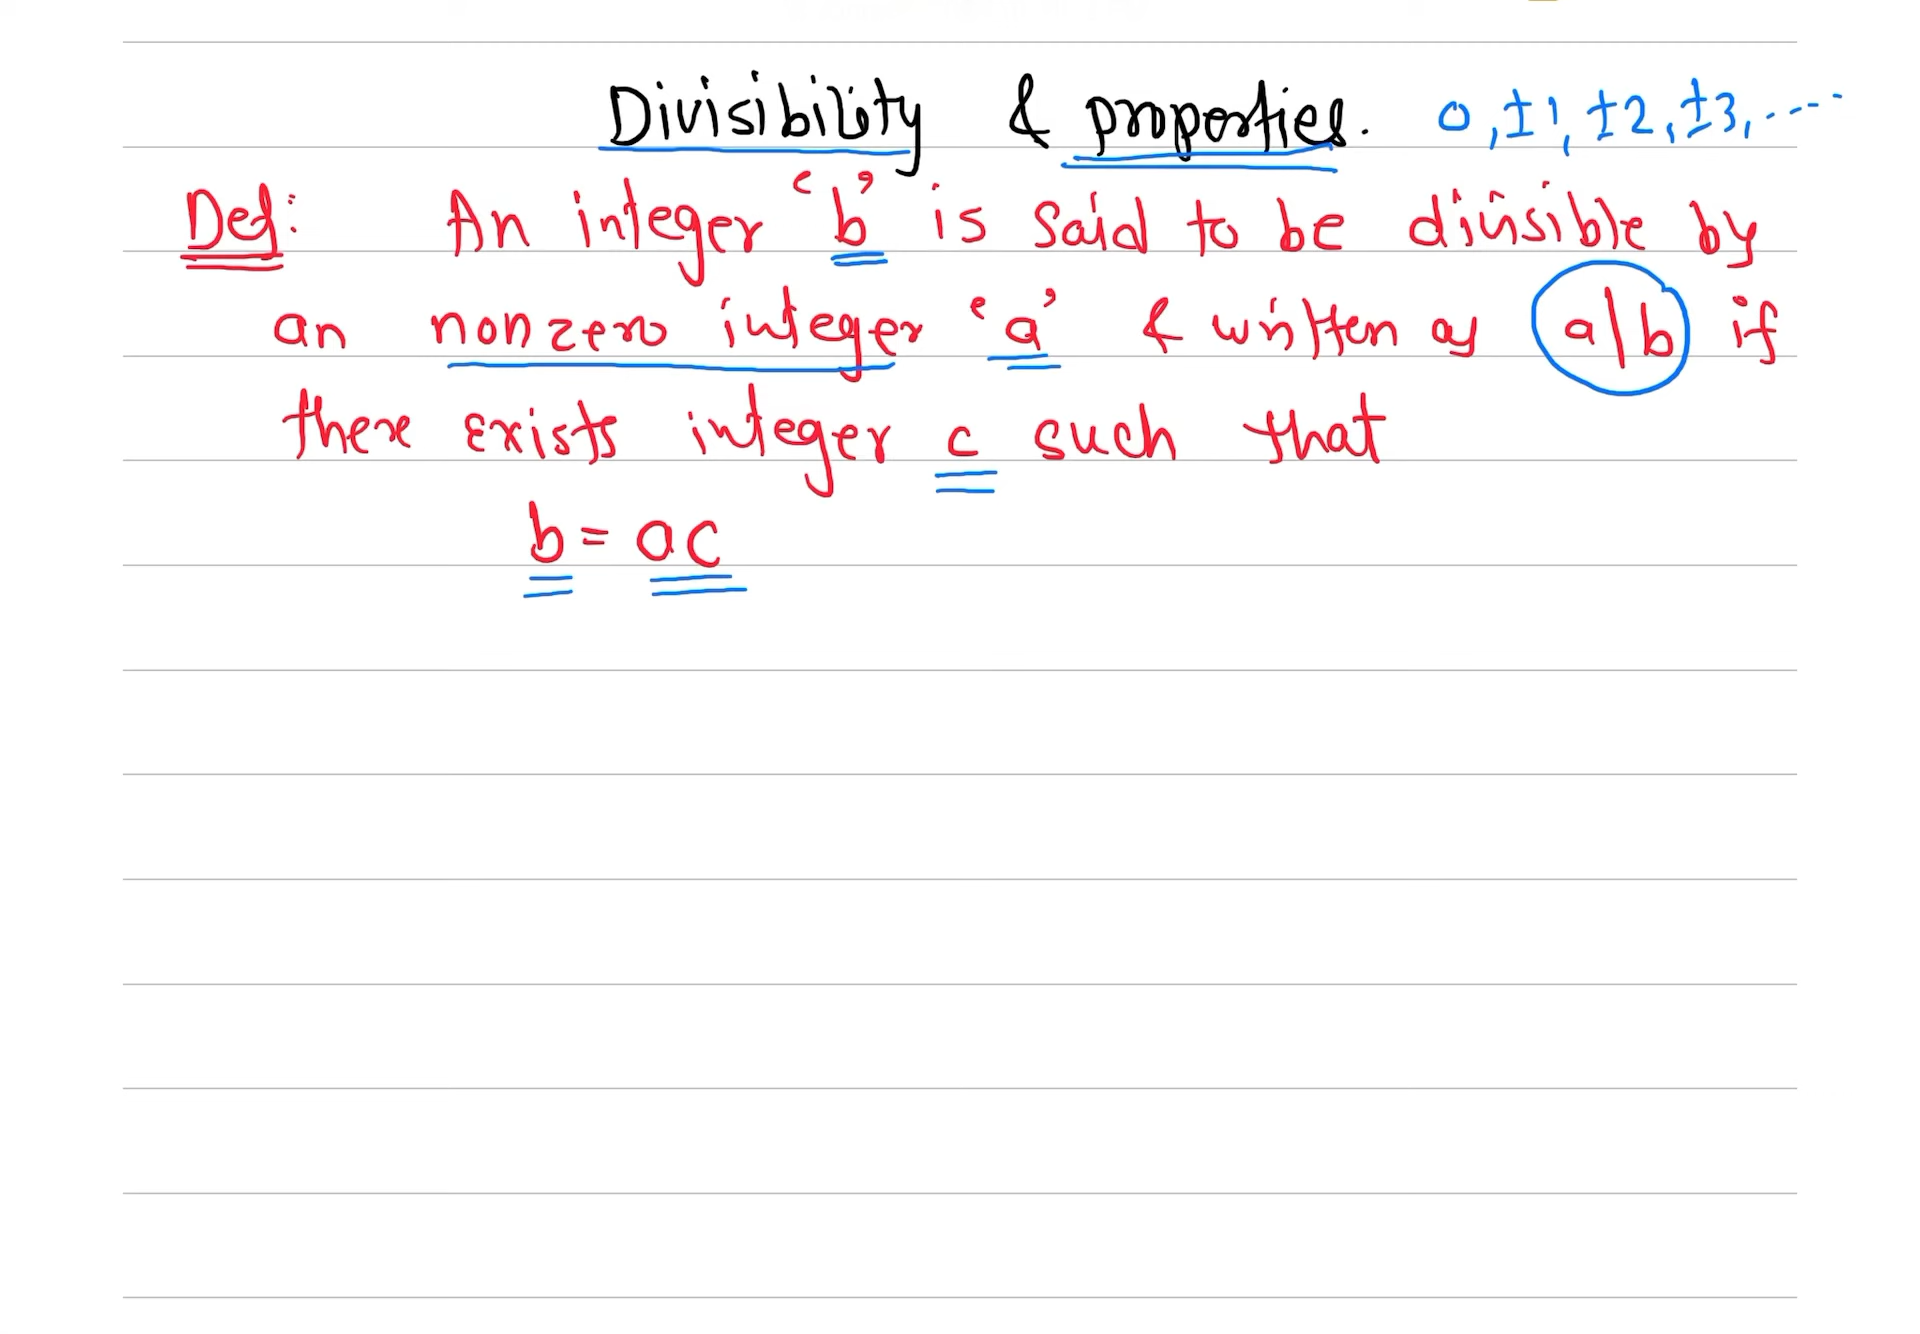 Divisibility & properties. 0, ±1, ±2, ±3, ----
Def: An integer ‘b’ is said to be divisible by
an nonzero integer ‘a’ & written as a|b if
there exists integer c such that
b = ac